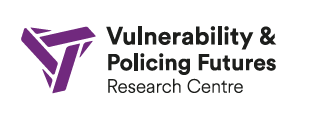 Vulnerability &
Policing Futures
Research Centre